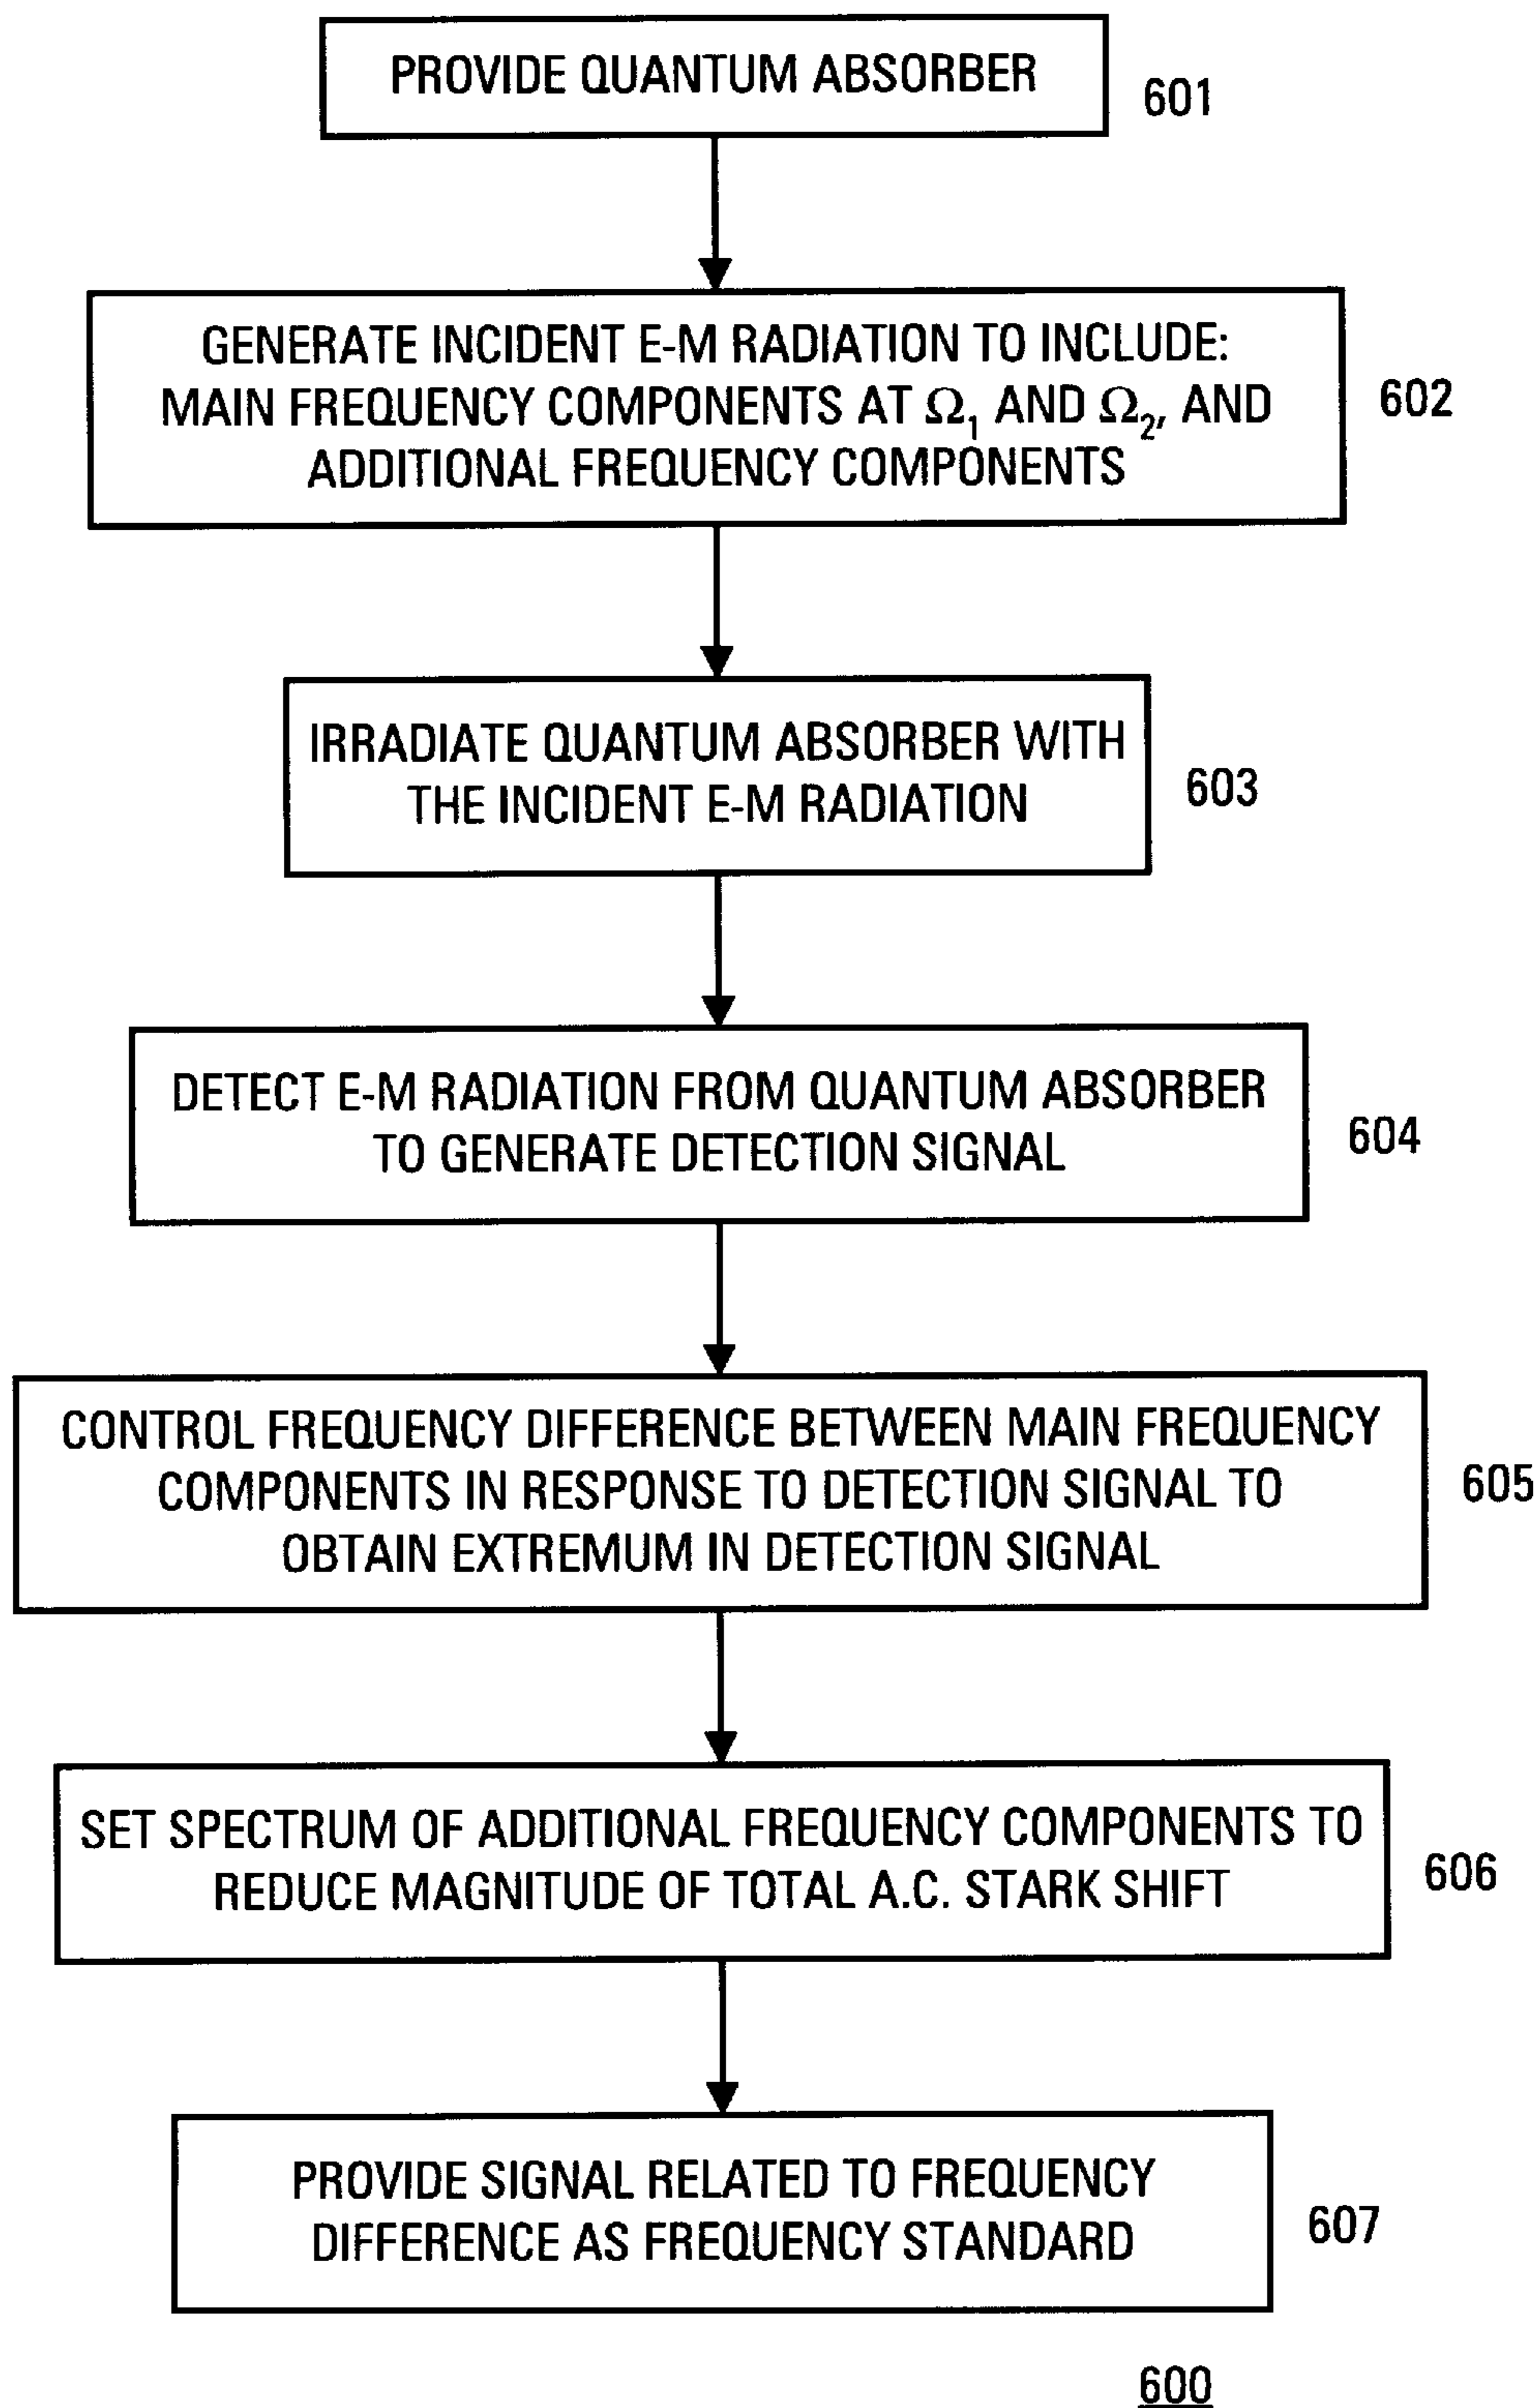 PROVIDE QUANTUM ABSORBER
601
GENERATE INCIDENT E-M RADIATION TO INCLUDE:
MAIN FREQUENCY COMPONENTS AT Ω₁ AND Ω₂, AND
ADDITIONAL FREQUENCY COMPONENTS
602
IRRADIATE QUANTUM ABSORBER WITH
THE INCIDENT E-M RADIATION
603
DETECT E-M RADIATION FROM QUANTUM ABSORBER
TO GENERATE DETECTION SIGNAL
604
CONTROL FREQUENCY DIFFERENCE BETWEEN MAIN FREQUENCY
COMPONENTS IN RESPONSE TO DETECTION SIGNAL TO
OBTAIN EXTREMUM IN DETECTION SIGNAL
605
SET SPECTRUM OF ADDITIONAL FREQUENCY COMPONENTS TO
REDUCE MAGNITUDE OF TOTAL A.C. STARK SHIFT
606
PROVIDE SIGNAL RELATED TO FREQUENCY
DIFFERENCE AS FREQUENCY STANDARD
607
600